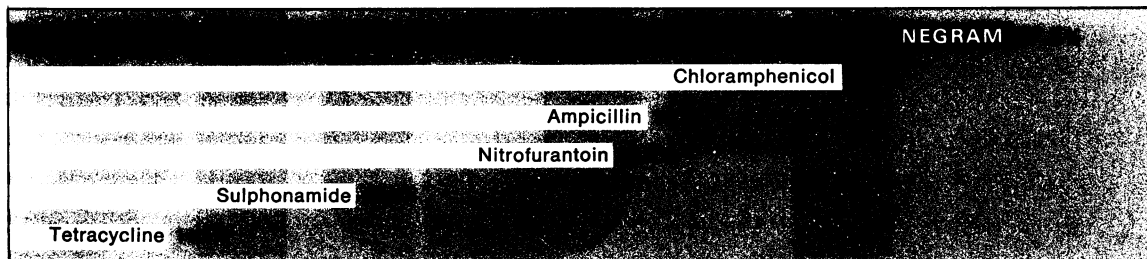 NEGRAM
Chloramphenicol
Ampicillin
Nitrofurantoin
Sulphonamide
Tetracycline